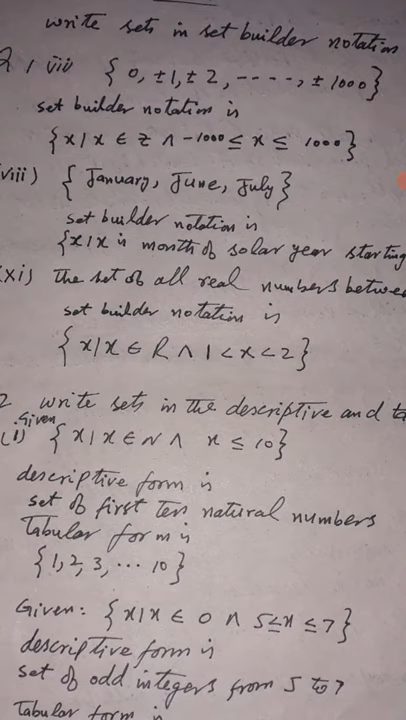 write sets in set builder notation
2 1 vii { 0, ±1, ±2, ----, ±1000}
set builder notation is
{x/x ∈ Z ∧ -1000 ≤ x ≤ 1000}
viii) { January, June, July }
set builder notation is
{x/x is month of solar year starting
(xi) the set of all real numbers betwee
set builder notation is
{ x/x ∈ R ∧ 1 < x < 2}
2 write sets in the descriptive and ta
Given
(i) { x/x ∈ N ∧ x ≤ 10}
descriptive form is
set of first ten natural numbers
Tabular form is
{1, 2, 3, ... 10}
Given: { x/x ∈ O ∧ 5 ≤ x ≤ 7}
descriptive form is
set of odd integers from 5 to 7
Tabular form is